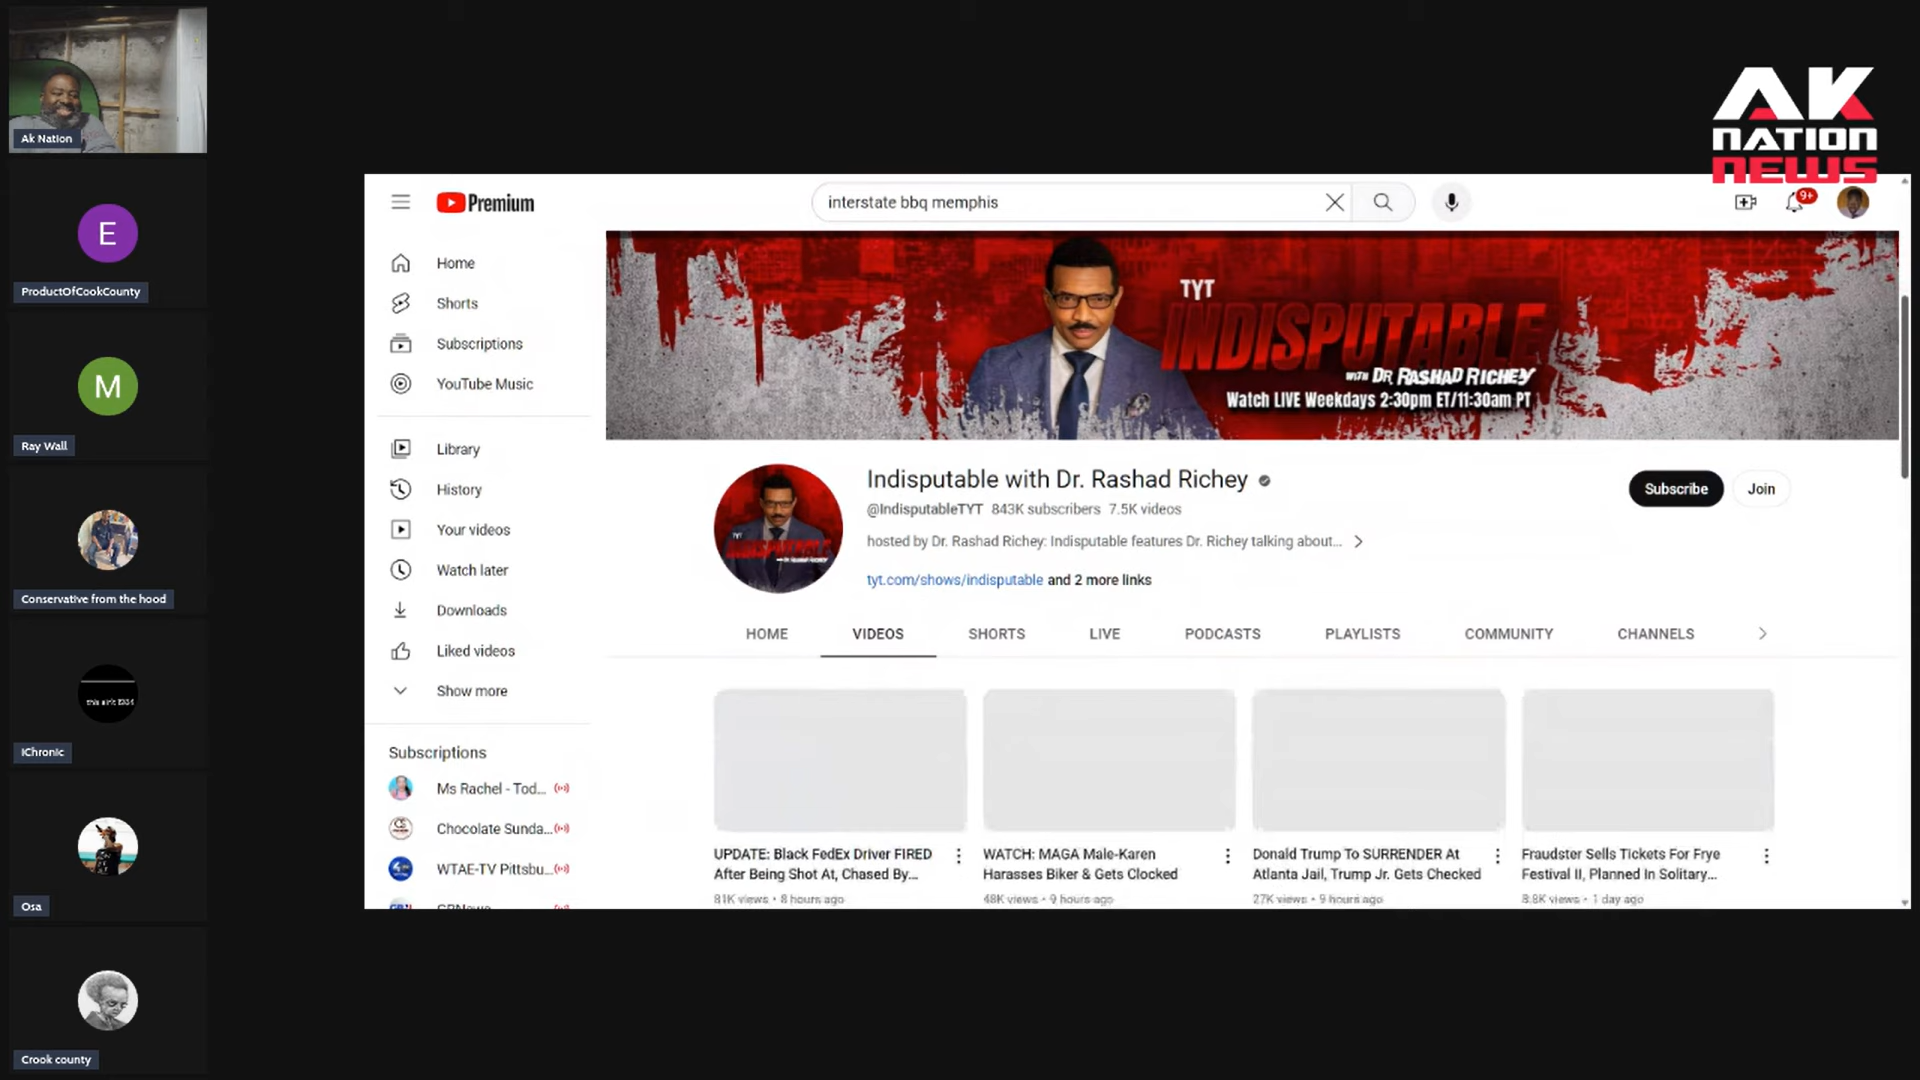 Ak Nation
E
ProductOfCookCounty
M
Ray Wall
Conservative from the hood
this ain't 1984
IChronic
Osa
Crook county
AK
NATION
NEWS
Premium
interstate bbq memphis
9+
Home
Shorts
Subscriptions
YouTube Music
Library
History
Your videos
Watch later
Downloads
Liked videos
Show more
Subscriptions
Ms Rachel - Tod...
Chocolate Sunda...
WTAE-TV Pittsbu...
GBNews
TYT
INDISPUTABLE
WITH DR RASHAD RICHEY
Watch LIVE Weekdays 2:30pm ET/11:30am PT
TYT
INDISPUTABLE
Indisputable with Dr. Rashad Richey
@IndisputableTYT 843K subscribers 7.5K videos
hosted by Dr. Rashad Richey: Indisputable features Dr. Richey talking about...
tyt.com/shows/indisputable and 2 more links
Subscribe
Join
HOME VIDEOS SHORTS LIVE PODCASTS PLAYLISTS COMMUNITY CHANNELS
UPDATE: Black FedEx Driver FIRED
After Being Shot At, Chased By...
81K views • 8 hours ago
WATCH: MAGA Male-Karen
Harasses Biker & Gets Clocked
48K views • 9 hours ago
Donald Trump To SURRENDER At
Atlanta Jail, Trump Jr. Gets Checked
27K views • 9 hours ago
Fraudster Sells Tickets For Frye
Festival II, Planned In Solitary...
8.8K views • 1 day ago